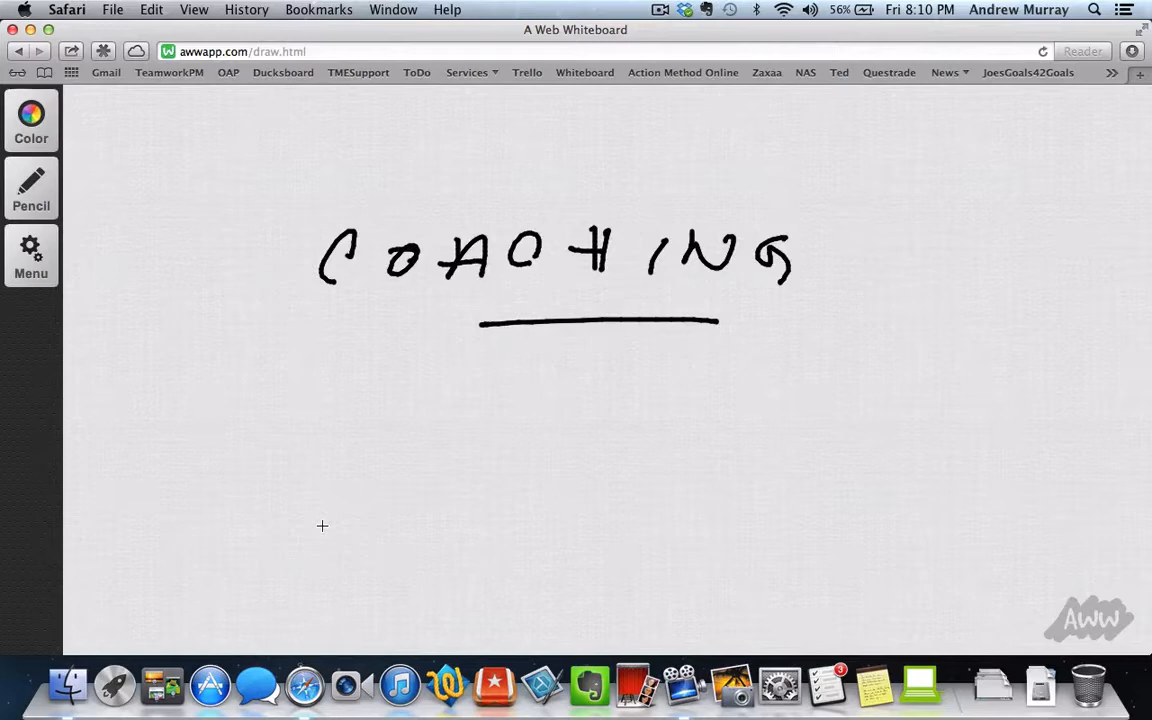 Safari File Edit View History Bookmarks Window Help 56% Fri 8:10 PM Andrew Murray
A Web Whiteboard
awwapp.com/draw.html Reader
Gmail TeamworkPM OAP Ducksboard TMESupport ToDo Services Trello Whiteboard Action Method Online Zaxaa NAS Ted Questrade News JoesGoals42Goals
Color
Pencil
Menu
COACHING
AWW
3